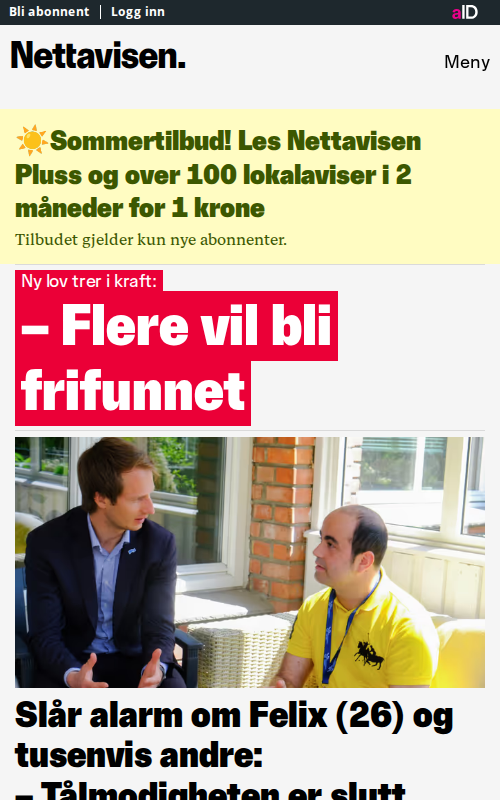 Bli abonnent | Logg inn
aID
Nettavisen.
Meny
☀️Sommertilbud! Les Nettavisen
Pluss og over 100 lokalaviser i 2
måneder for 1 krone
Tilbudet gjelder kun nye abonnenter.
Ny lov trer i kraft:
– Flere vil bli
frifunnet
Slår alarm om Felix (26) og
tusenvis andre:
– Tålmodigheten er slutt